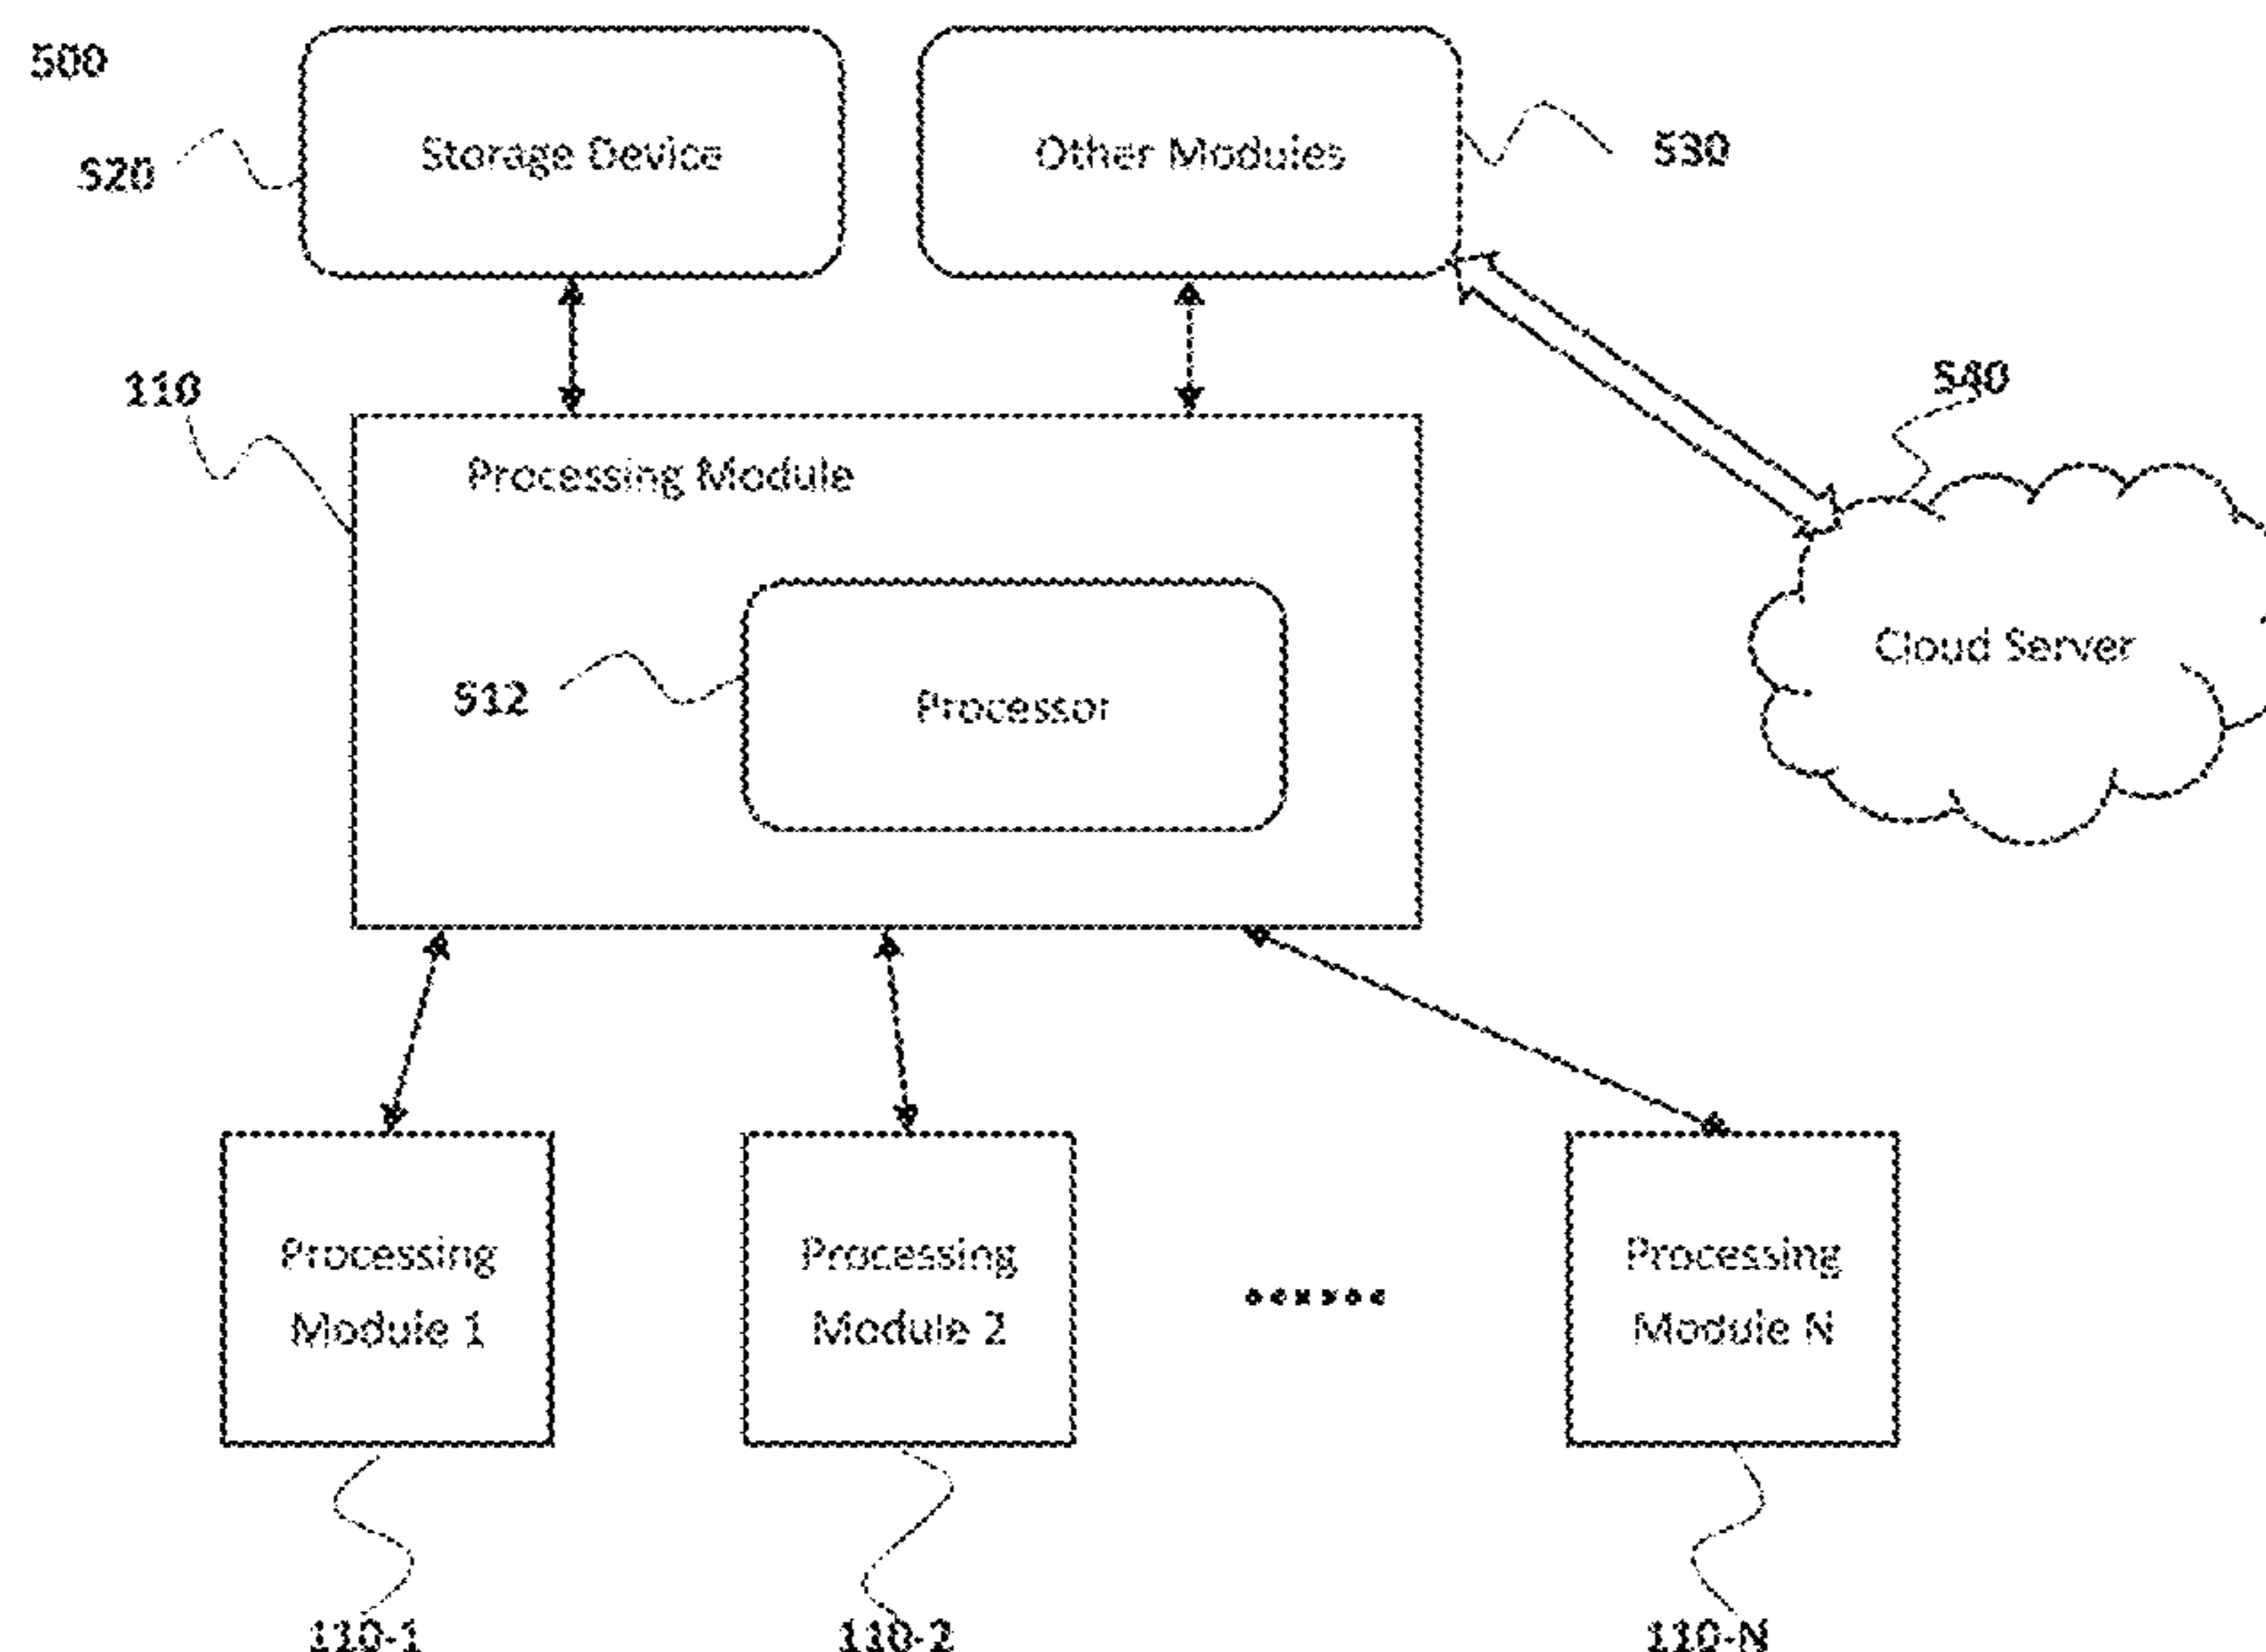 500
520
Storage Device
Other Modules
530
110
540
Processing Module
Cloud Server
512
Processor
Processing
Module 1
Processing
Module 2
......
Processing
Module N
110-1
110-2
110-N